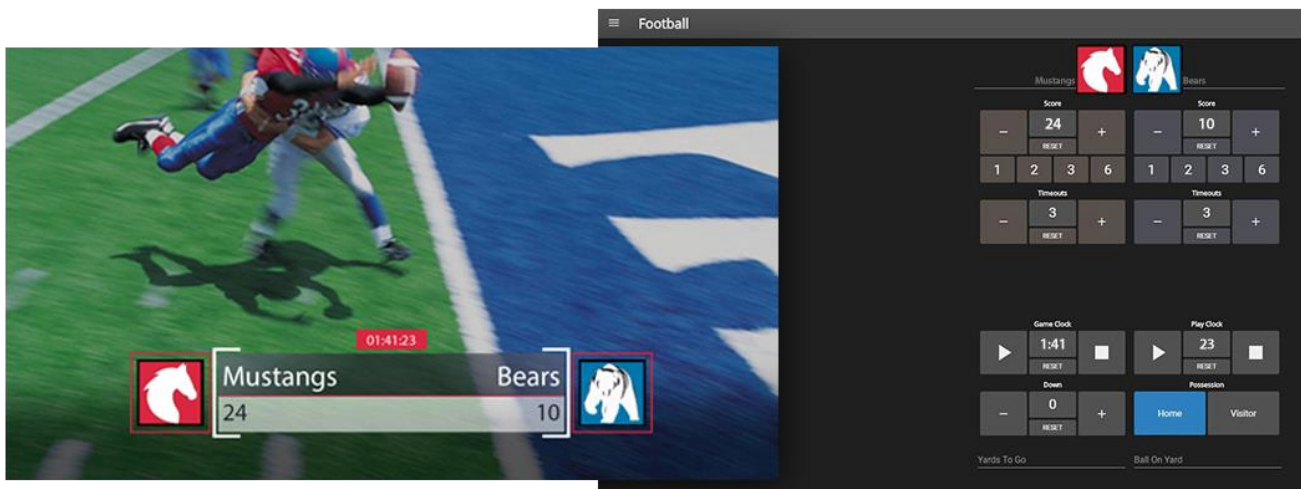 01:41:23
Mustangs Bears
24 10
Football
Mustangs Bears
Score Score
− 24 + − 10 +
RESET RESET
1 2 3 6 1 2 3 6
Timeouts Timeouts
− 3 + − 3 +
RESET RESET
Game Clock Play Clock
1:41 23
RESET RESET
Down Possession
− 0 + Home Visitor
RESET
Yards To Go Ball On Yard